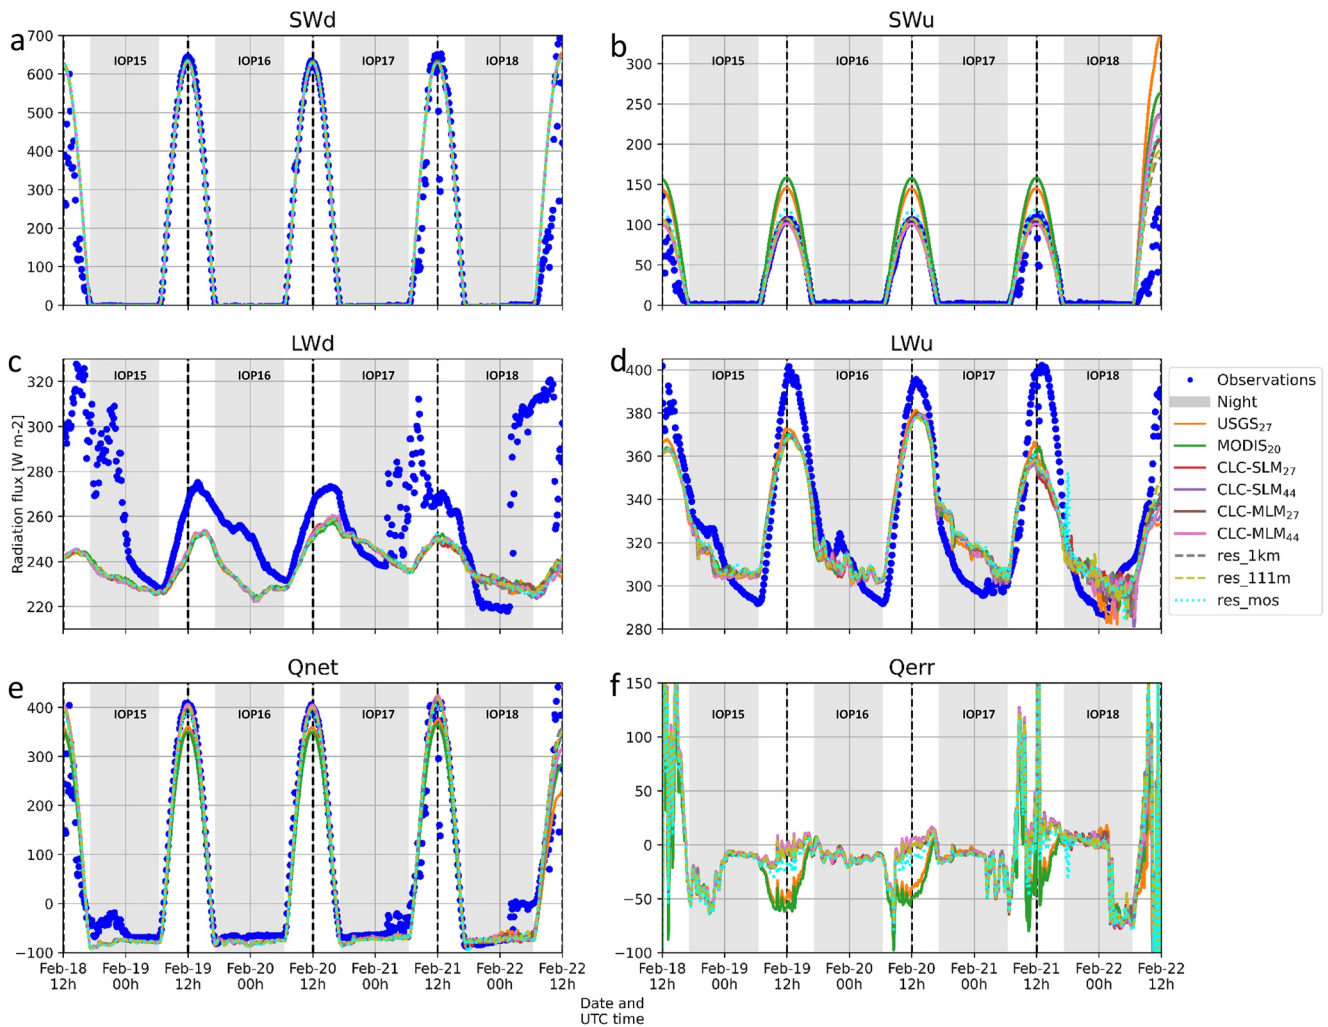 a
SWd
IOP15
IOP16
IOP17
IOP18
700
600
500
400
300
200
100
0
b
SWu
IOP15
IOP16
IOP17
IOP18
300
250
200
150
100
50
0
c
LWd
IOP15
IOP16
IOP17
IOP18
Radiation flux [W m-2]
320
300
280
260
240
220
d
LWu
IOP15
IOP16
IOP17
IOP18
400
380
360
340
320
300
280
Observations
Night
USGS₂₇
MODIS₂₀
CLC-SLM₂₇
CLC-SLM₄₄
CLC-MLM₂₇
CLC-MLM₄₄
res_1km
res_111m
res_mos
e
Qnet
IOP15
IOP16
IOP17
IOP18
400
300
200
100
0
−100
Feb-18 Feb-19 Feb-19 Feb-20 Feb-20 Feb-21 Feb-21 Feb-22 Feb-22
12h 00h 12h 00h 12h 00h 12h 00h 12h
f
Qerr
IOP15
IOP16
IOP17
IOP18
150
100
50
0
−50
−100
Feb-18 Feb-19 Feb-19 Feb-20 Feb-20 Feb-21 Feb-21 Feb-22 Feb-22
12h 00h 12h 00h 12h 00h 12h 00h 12h
Date and
UTC time